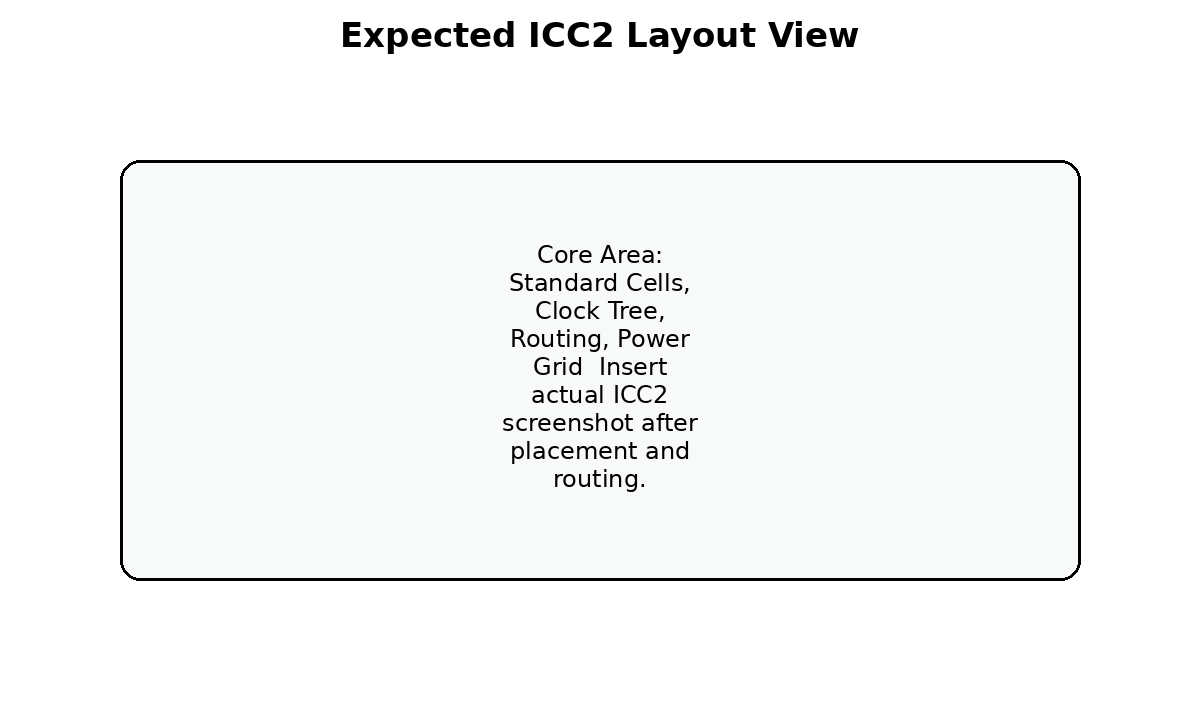 Expected ICC2 Layout View
Core Area:
Standard Cells,
Clock Tree,
Routing, Power
Grid  Insert
actual ICC2
screenshot after
placement and
routing.